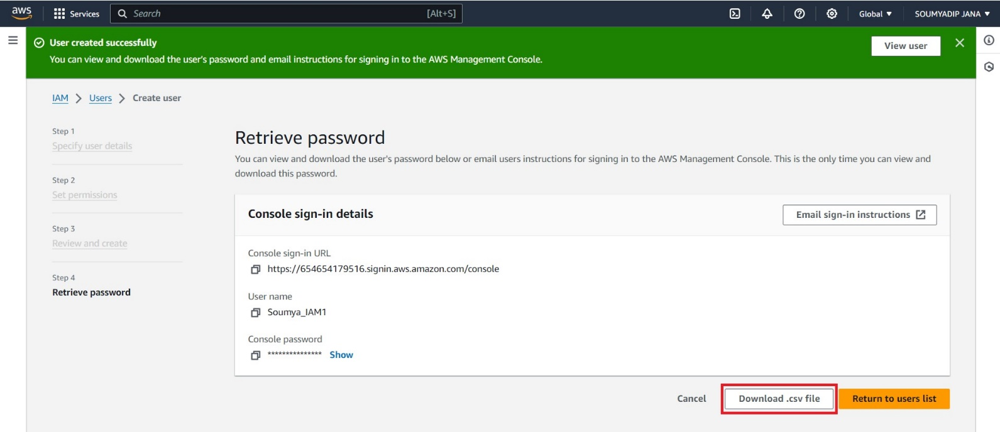 aws
Services
Search
[Alt+S]
Global
SOUMYADIP JANA
User created successfully
You can view and download the user's password and email instructions for signing in to the AWS Management Console.
View user
IAM
Users
Create user
Step 1
Specify user details
Step 2
Set permissions
Step 3
Review and create
Step 4
Retrieve password
Retrieve password
You can view and download the user's password below or email users instructions for signing in to the AWS Management Console. This is the only time you can view and
download this password.
Console sign-in details
Email sign-in instructions
Console sign-in URL
https://654654179516.signin.aws.amazon.com/console
User name
Soumya_IAM1
Console password
*************** Show
Cancel
Download .csv file
Return to users list